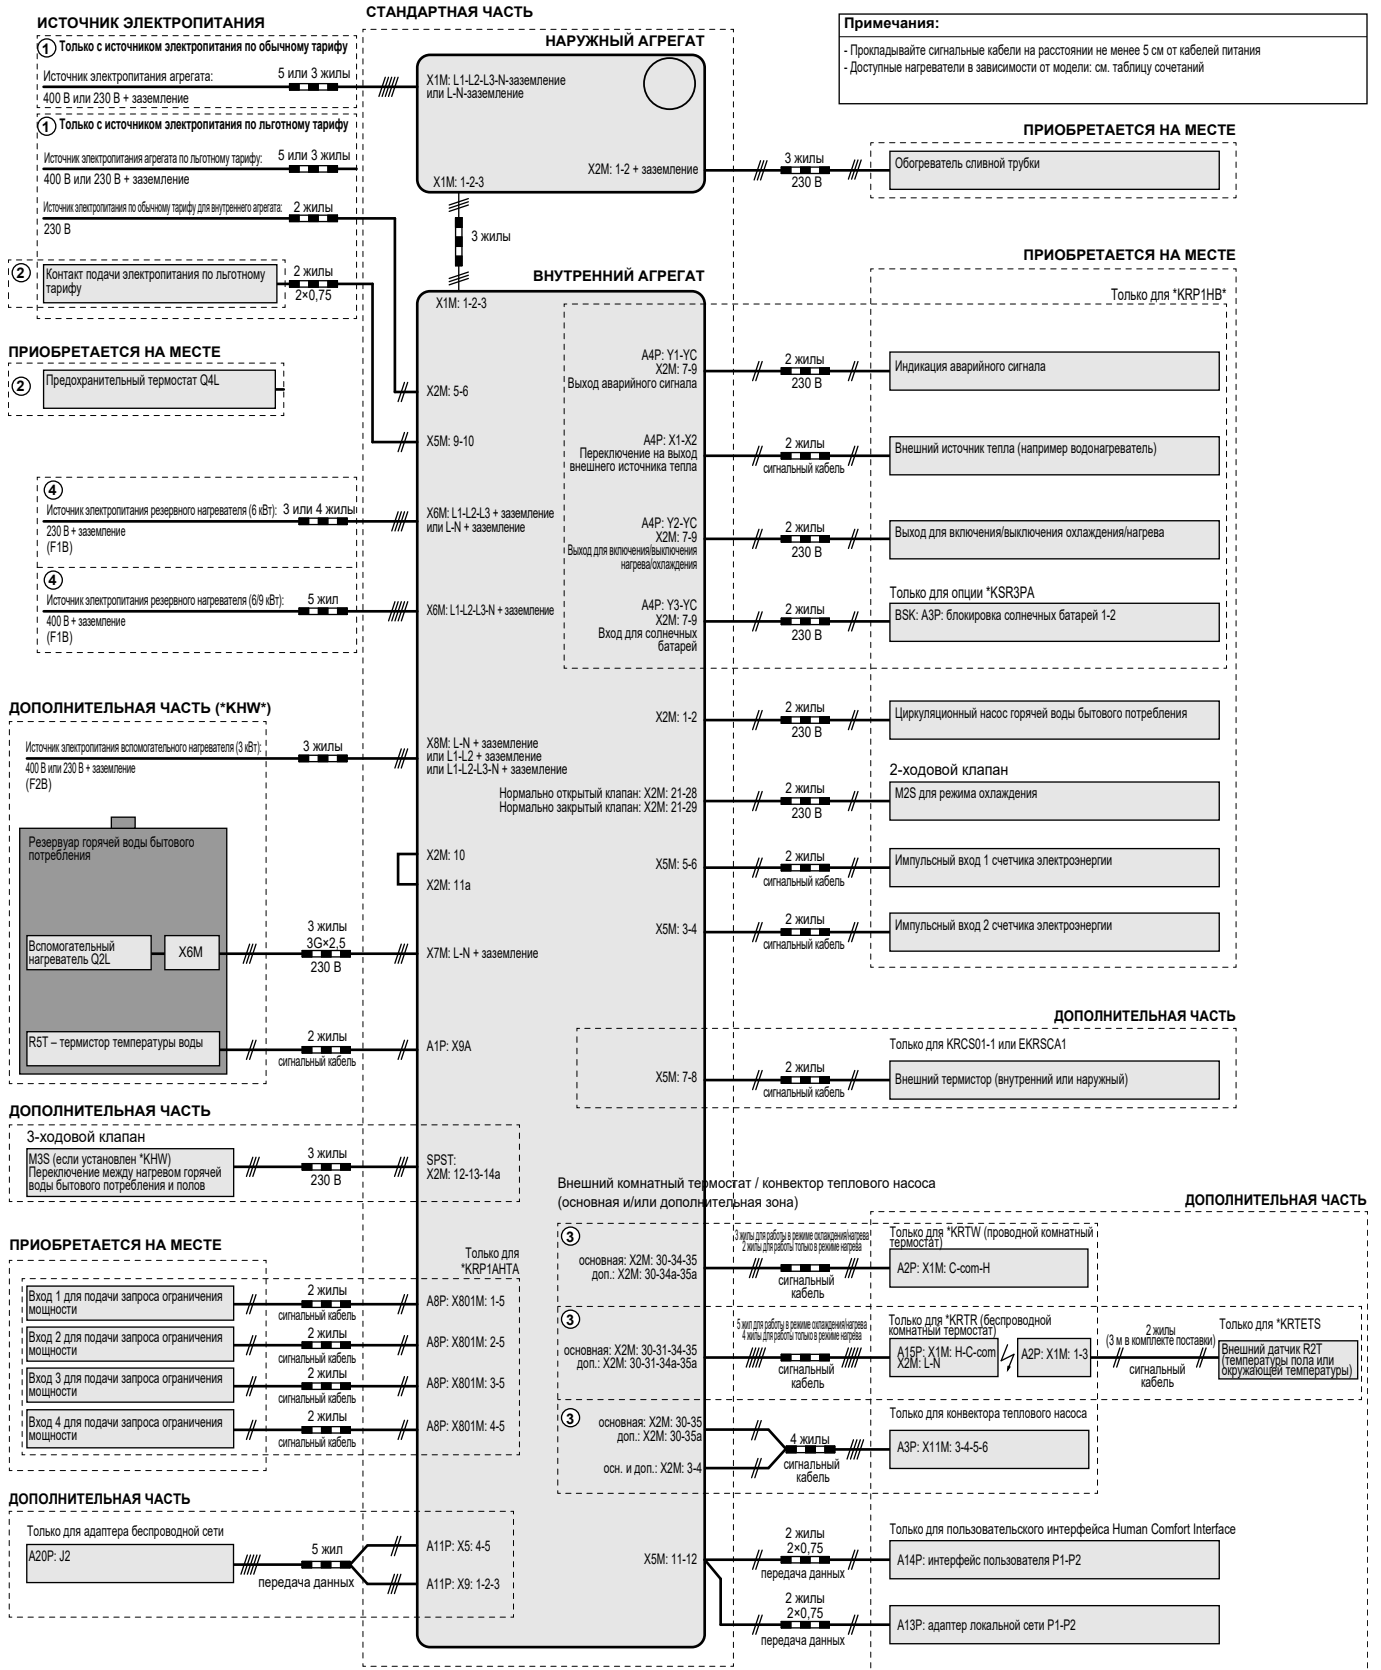 ИСТОЧНИК ЭЛЕКТРОПИТАНИЯ
① Только с источником электропитания по обычному тарифу
Источник электропитания агрегата:
5 или 3 жилы
400 В или 230 В + заземление
① Только с источником электропитания по льготному тарифу
Источник электропитания агрегата по льготному тарифу:
5 или 3 жилы
400 В или 230 В + заземление
Источник электропитания по обычному тарифу для внутреннего агрегата:
2 жилы
230 В
②
Контакт подачи электропитания по льготному
тарифу
2 жилы
2×0,75
ПРИОБРЕТАЕТСЯ НА МЕСТЕ
②
Предохранительный термостат Q4L
④
Источник электропитания резервного нагревателя (6 кВт):
3 или 4 жилы
230 В + заземление
(F1B)
④
Источник электропитания резервного нагревателя (6/9 кВт):
5 жил
400 В + заземление
(F1B)
ДОПОЛНИТЕЛЬНАЯ ЧАСТЬ (*KHW*)
Источник электропитания вспомогательного нагревателя (3 кВт):
3 жилы
400 В или 230 В + заземление
(F2B)
Резервуар горячей воды бытового
потребления
Вспомогательный
нагреватель Q2L
X6M
3 жилы
3G×2,5
230 В
R5T – термистор температуры воды
2 жилы
сигнальный кабель
ДОПОЛНИТЕЛЬНАЯ ЧАСТЬ
3-ходовой клапан
M3S (если установлен *KHW)
Переключение между нагревом горячей
воды бытового потребления и полов
3 жилы
230 В
ПРИОБРЕТАЕТСЯ НА МЕСТЕ
Вход 1 для подачи запроса ограничения
мощности
2 жилы
сигнальный кабель
Вход 2 для подачи запроса ограничения
мощности
2 жилы
сигнальный кабель
Вход 3 для подачи запроса ограничения
мощности
2 жилы
сигнальный кабель
Вход 4 для подачи запроса ограничения
мощности
2 жилы
сигнальный кабель
ДОПОЛНИТЕЛЬНАЯ ЧАСТЬ
Только для адаптера беспроводной сети
A20P: J2
5 жил
передача данных
СТАНДАРТНАЯ ЧАСТЬ
НАРУЖНЫЙ АГРЕГАТ
X1M: L1-L2-L3-N-заземление
или L-N-заземление
X2M: 1-2 + заземление
X1M: 1-2-3
3 жилы
ВНУТРЕННИЙ АГРЕГАТ
X1M: 1-2-3
X2M: 5-6
X5M: 9-10
X6M: L1-L2-L3 + заземление
или L-N + заземление
X6M: L1-L2-L3-N + заземление
X8M: L-N + заземление
или L1-L2 + заземление
или L1-L2-L3-N + заземление
X2M: 10
X2M: 11a
X7M: L-N + заземление
A1P: X9A
SPST:
X2M: 12-13-14a
Только для
*KRP1AHTA
A8P: X801M: 1-5
A8P: X801M: 2-5
A8P: X801M: 3-5
A8P: X801M: 4-5
A11P: X5: 4-5
A11P: X9: 1-2-3
A4P: Y1-YC
X2M: 7-9
Выход аварийного сигнала
A4P: X1-X2
Переключение на выход
внешнего источника тепла
A4P: Y2-YC
X2M: 7-9
Выход для включения/выключения
нагрева/охлаждения
A4P: Y3-YC
X2M: 7-9
Вход для солнечных
батарей
X2M: 1-2
Нормально открытый клапан: X2M: 21-28
Нормально закрытый клапан: X2M: 21-29
X5M: 5-6
X5M: 3-4
X5M: 7-8
Внешний комнатный термостат / конвектор теплового насоса
(основная и/или дополнительная зона)
③
основная: X2M: 30-34-35
доп.: X2M: 30-34a-35a
③
основная: X2M: 30-31-34-35
доп.: X2M: 30-31-34a-35a
③
основная: X2M: 30-35
доп.: X2M: 30-35a
осн. и доп.: X2M: 3-4
X5M: 11-12
Примечания:
- Прокладывайте сигнальные кабели на расстоянии не менее 5 см от кабелей питания
- Доступные нагреватели в зависимости от модели: см. таблицу сочетаний
ПРИОБРЕТАЕТСЯ НА МЕСТЕ
3 жилы
230 В
Обогреватель сливной трубки
ПРИОБРЕТАЕТСЯ НА МЕСТЕ
Только для *KRP1HB*
2 жилы
230 В
Индикация аварийного сигнала
2 жилы
сигнальный кабель
Внешний источник тепла (например водонагреватель)
2 жилы
230 В
Выход для включения/выключения охлаждения/нагрева
Только для опции *KSR3PA
2 жилы
230 В
BSK: A3P: блокировка солнечных батарей 1-2
2 жилы
230 В
Циркуляционный насос горячей воды бытового потребления
2-ходовой клапан
2 жилы
230 В
M2S для режима охлаждения
2 жилы
сигнальный кабель
Импульсный вход 1 счетчика электроэнергии
2 жилы
сигнальный кабель
Импульсный вход 2 счетчика электроэнергии
ДОПОЛНИТЕЛЬНАЯ ЧАСТЬ
Только для KRCS01-1 или EKRSCA1
2 жилы
сигнальный кабель
Внешний термистор (внутренний или наружный)
ДОПОЛНИТЕЛЬНАЯ ЧАСТЬ
3 жилы для работы в режиме охлаждения/нагрева
2 жилы для работы только в режиме нагрева
сигнальный
кабель
Только для *KRTW (проводной комнатный
термостат)
A2P: X1M: C-com-H
5 жил для работы в режиме охлаждения/нагрева
4 жилы для работы только в режиме нагрева
сигнальный
кабель
Только для *KRTR (беспроводной
комнатный термостат)
A15P: X1M: H-C-com
X2M: L-N
A2P: X1M: 1-3
2 жилы
(3 м в комплекте поставки)
сигнальный
кабель
Только для *KRTETS
Внешний датчик R2T
(температуры пола или
окружающей температуры)
Только для конвектора теплового насоса
4 жилы
сигнальный
кабель
A3P: X11M: 3-4-5-6
Только для пользовательского интерфейса Human Comfort Interface
2 жилы
2×0,75
передача данных
A14P: интерфейс пользователя P1-P2
2 жилы
2×0,75
передача данных
A13P: адаптер локальной сети P1-P2